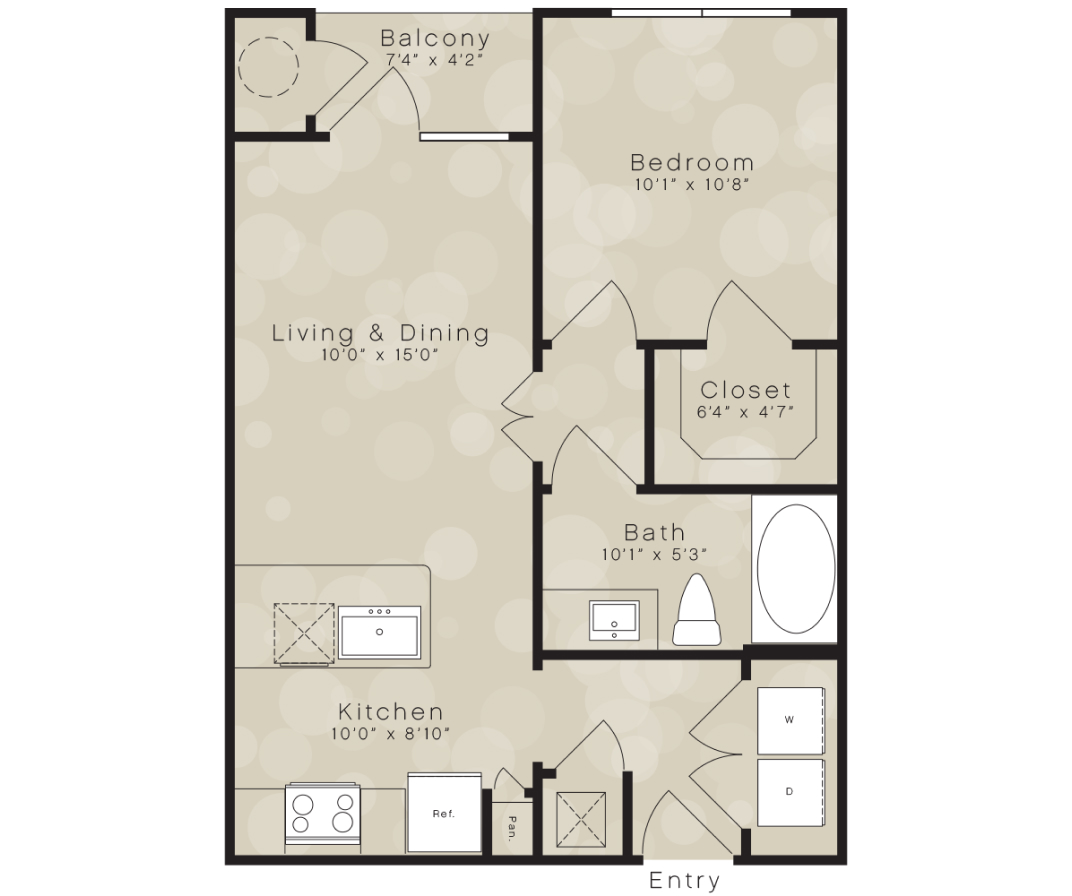 Balcony
7'4" x 4'2"
Bedroom
10'1" x 10'8"
Living & Dining
10'0" x 15'0"
Closet
6'4" x 4'7"
Bath
10'1" x 5'3"
Kitchen
10'0" x 8'10"
W
D
Ref.
Pan.
Entry